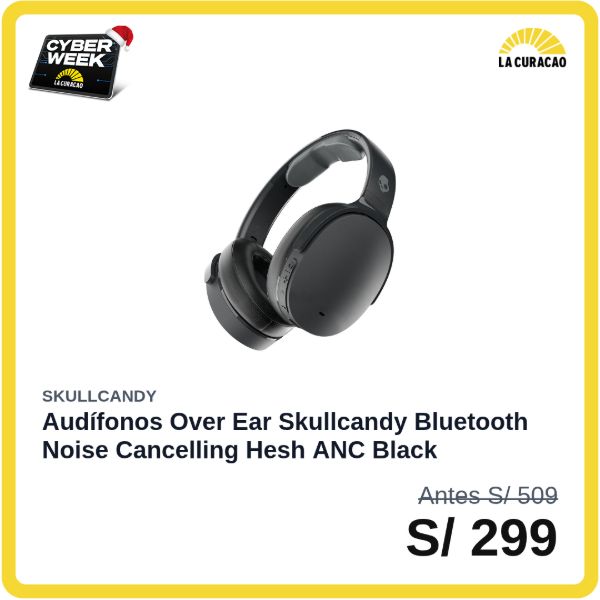 CYBER
WEEK
LA CURACAO
LA CURACAO
SKULLCANDY
Audífonos Over Ear Skullcandy Bluetooth
Noise Cancelling Hesh ANC Black
Antes S/ 509
S/ 299